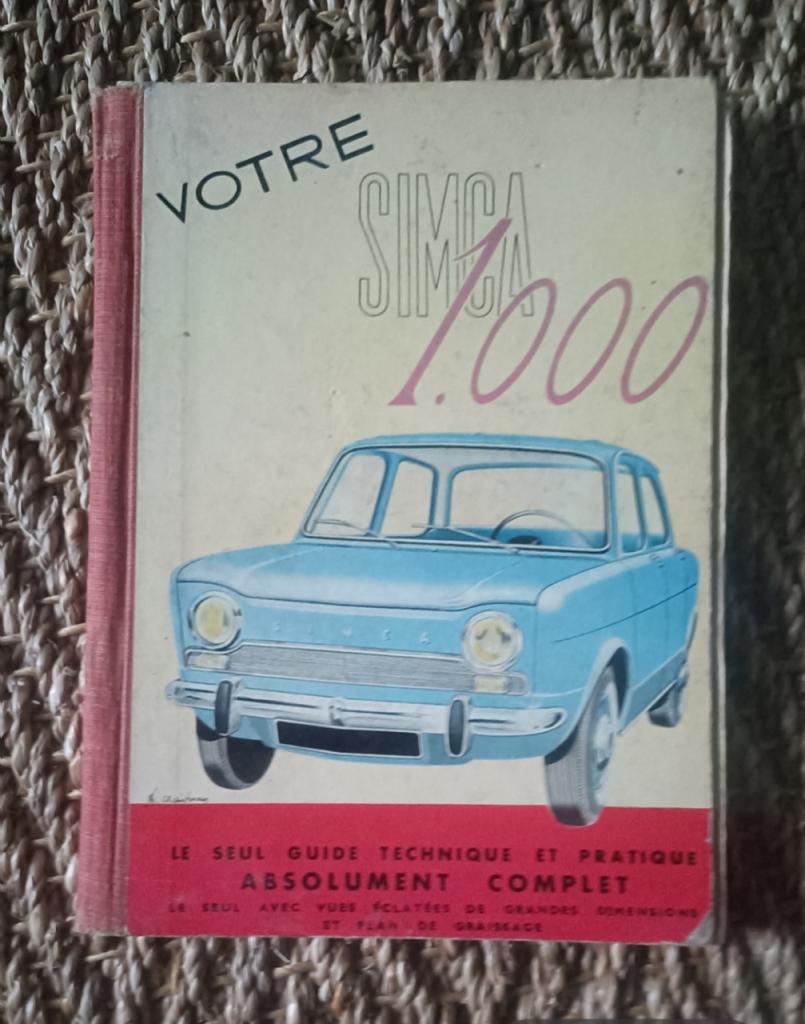 VOTRE
SIMCA
1.000
SIMCA
LE SEUL GUIDE TECHNIQUE ET PRATIQUE
ABSOLUMENT COMPLET
LE SEUL AVEC VUES ÉCLATÉES DE GRANDES DIMENSIONS
ET PLAN DE GRAISSAGE